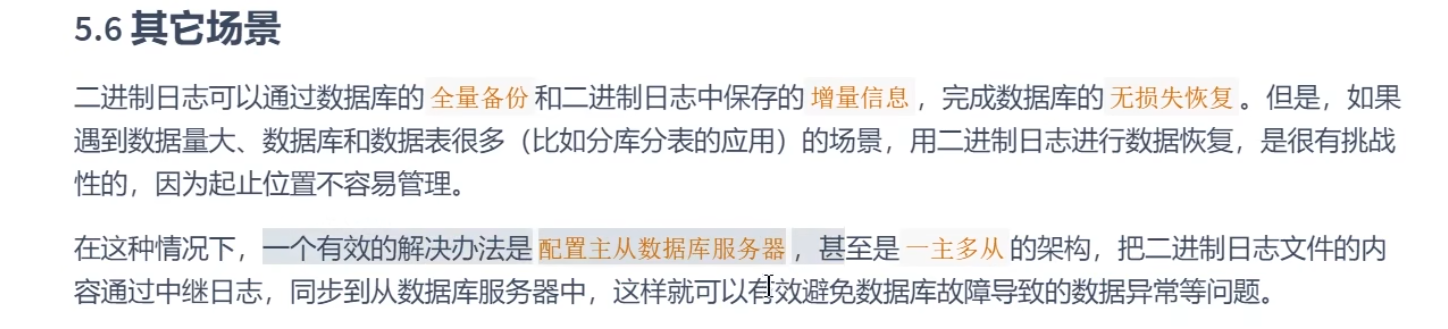 5.6 其它场景
二进制日志可以通过数据库的 全量备份 和二进制日志中保存的 增量信息 ，完成数据库的 无损失恢复 。但是，如果
遇到数据量大、数据库和数据表很多（比如分库分表的应用）的场景，用二进制日志进行数据恢复，是很有挑战
性的，因为起止位置不容易管理。
在这种情况下，一个有效的解决办法是 配置主从数据库服务器 ，甚至是 一主多从 的架构，把二进制日志文件的内
容通过中继日志，同步到从数据库服务器中，这样就可以有效避免数据库故障导致的数据异常等问题。